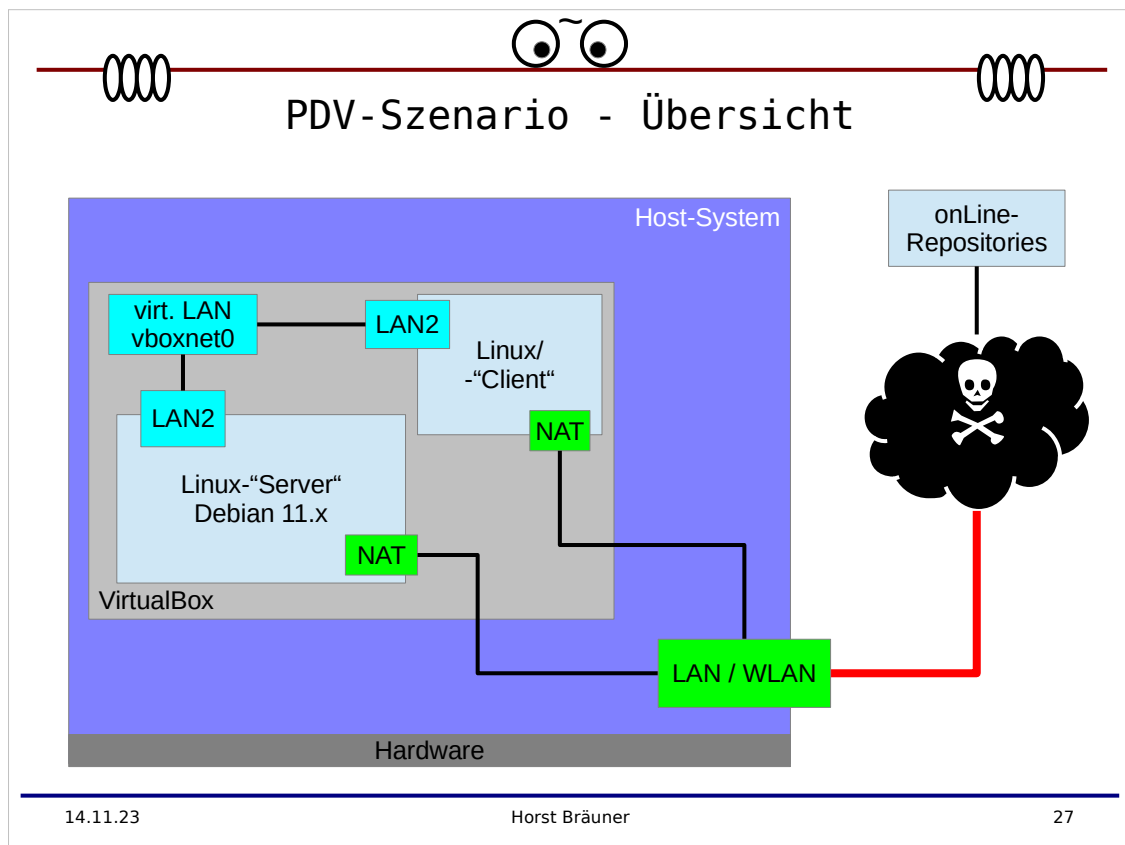 ~
PDV-Szenario - Übersicht
Host-System
onLine-
Repositories
virt. LAN
vboxnet0
LAN2
Linux/
-“Client“
LAN2
NAT
Linux-“Server“
Debian 11.x
NAT
VirtualBox
LAN / WLAN
Hardware
14.11.23
Horst Bräuner
27